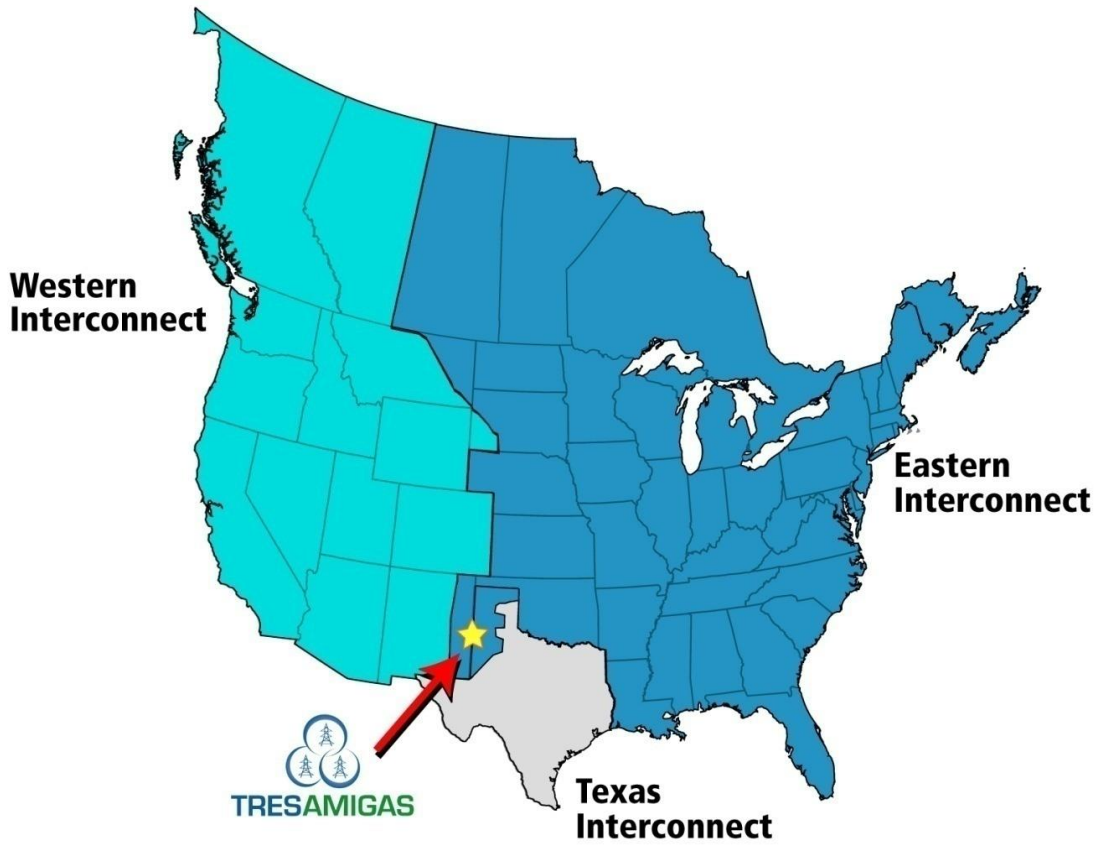 Western
Interconnect
Eastern
Interconnect
TRESAMIGAS
Texas
Interconnect